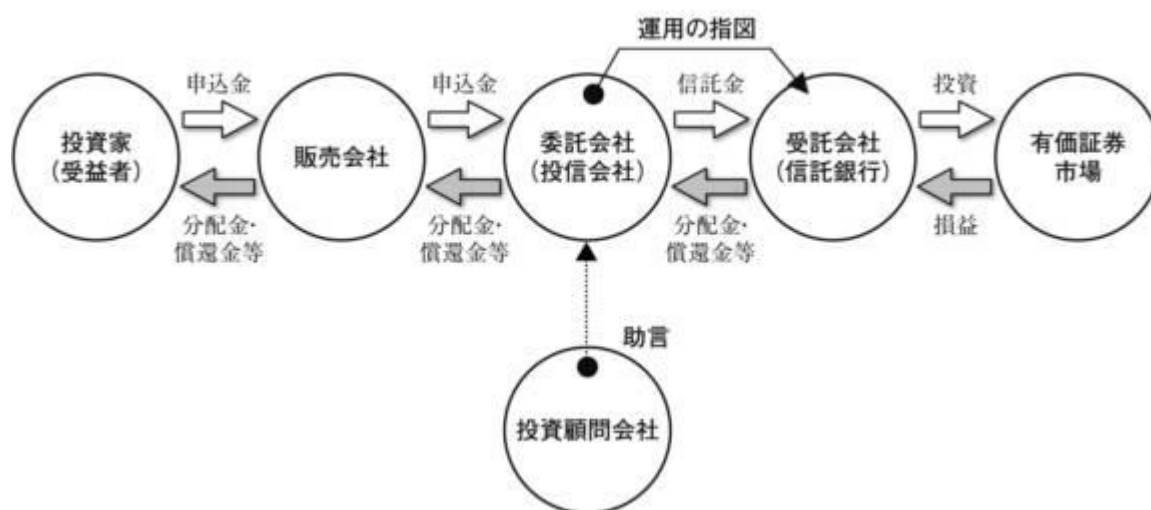 運用の指図
申込金
申込金
信託金
投資
投資家
(受益者)
販売会社
委託会社
(投信会社)
受託会社
(信託銀行)
有価証券
市場
分配金・
償還金等
分配金・
償還金等
分配金・
償還金等
損益
助言
投資顧問会社